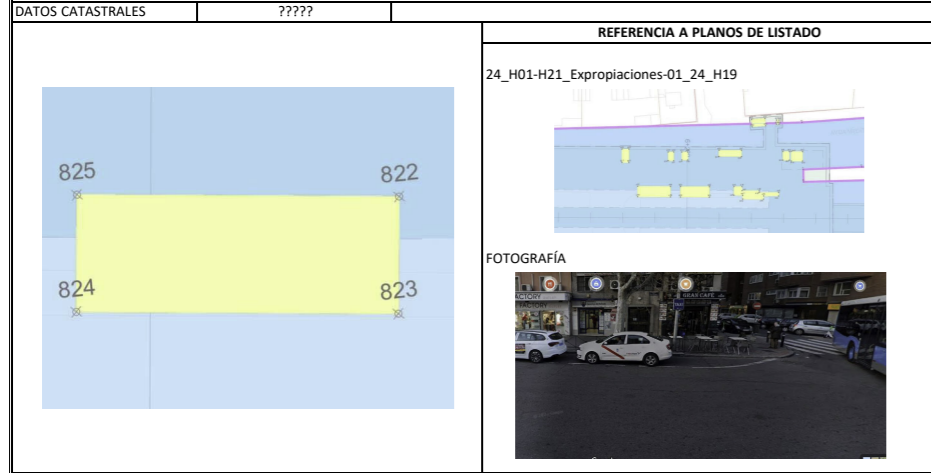 DATOS CATASTRALES ?????
REFERENCIA A PLANOS DE LISTADO
24_H01-H21_Expropiaciones-01_24_H19
825
822
824
823
FOTOGRAFÍA
GRAN CAFE